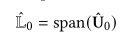 𝕃̂₀ = span(Û₀)